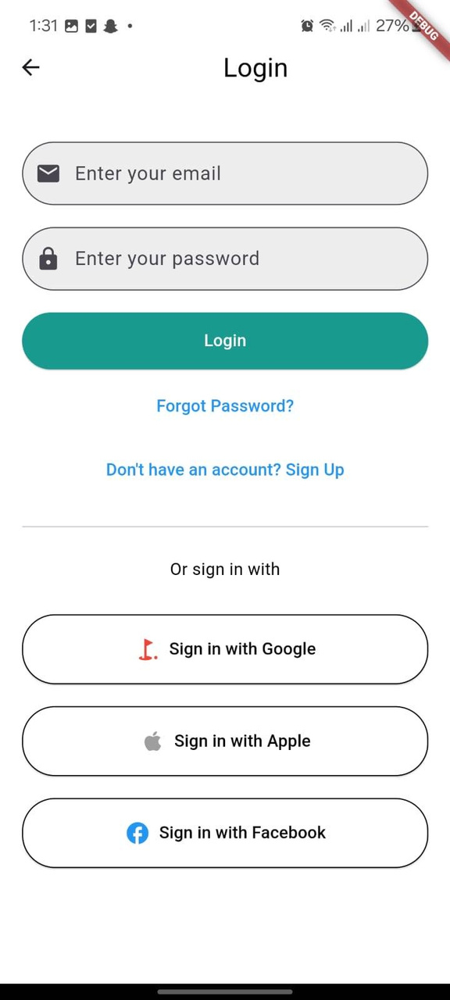 1:31
27%
DEBUG
Login
Enter your email
Enter your password
Login
Forgot Password?
Don't have an account? Sign Up
Or sign in with
Sign in with Google
Sign in with Apple
Sign in with Facebook